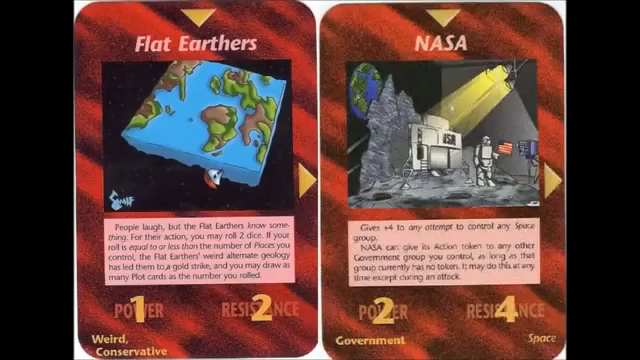 Flat Earthers
People laugh, but the Flat Earthers know some-
thing. For their action, you may roll 2 dice. If your
roll is equal to or less than the number of Places you
control, the Flat Earthers' weird alternate geology
has led them to a gold strike, and you may draw as
many Plot cards as the number you rolled.
POWER 1
RESISTANCE 2
Weird,
Conservative
NASA
USA
Gives +4 to any attempt to control any Space
group.
NASA can give its Action token to any other
Government group you control, as long as that
group currently has no token. It may do this at any
time except during an attack.
POWER 2
RESISTANCE 4
Government
Space